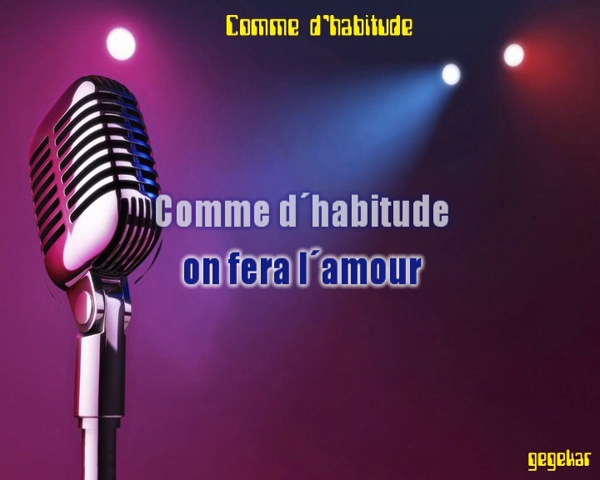 Comme d'habitude
Comme d´habitude
on fera l´amour
gegekar